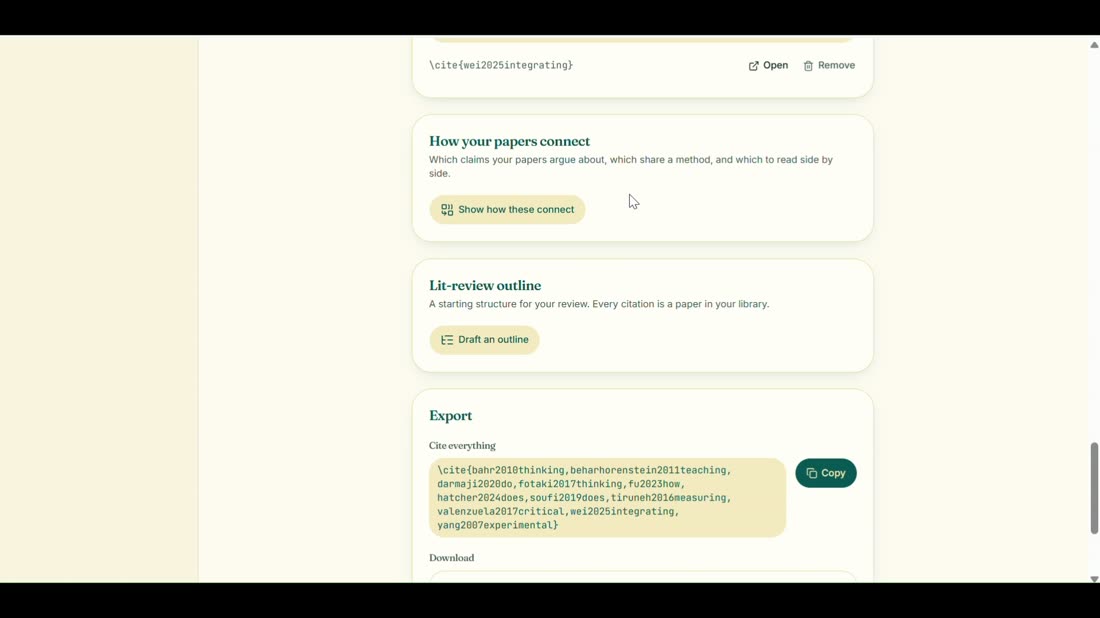 \cite{wei2025integrating}
Open
Remove
How your papers connect
Which claims your papers argue about, which share a method, and which to read side by
side.
Show how these connect
Lit-review outline
A starting structure for your review. Every citation is a paper in your library.
Draft an outline
Export
Cite everything
\cite{bahr2010thinking,beharhorenstein2011teaching,
darmaji2020do,fotaki2017thinking,fu2023how,
hatcher2024does,soufi2019does,tiruneh2016measuring,
valenzuela2017critical,wei2025integrating,
yang2007experimental}
Copy
Download